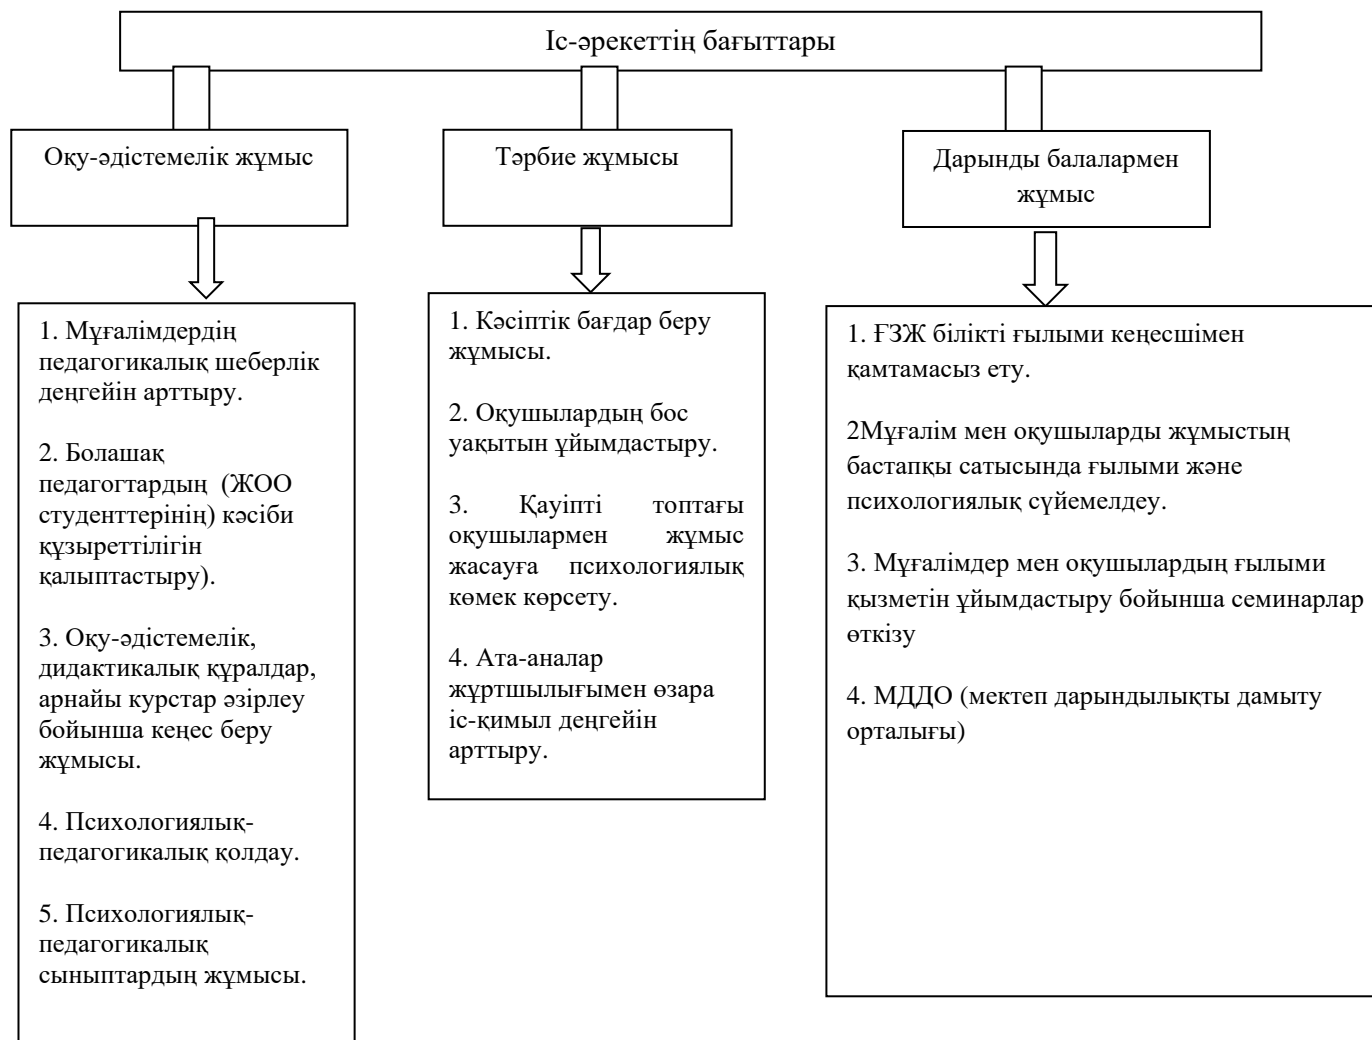 Іс-әрекеттің бағыттары
Оқу-әдістемелік жұмыс
Тәрбие жұмысы
Дарынды балалармен
жұмыс
1. Мұғалімдердің
педагогикалық шеберлік
деңгейін арттыру.
2. Болашақ
педагогтардың (ЖОО
студенттерінің) кәсіби
құзыреттілігін
қалыптастыру).
3. Оқу-әдістемелік,
дидактикалық құралдар,
арнайы курстар әзірлеу
бойынша кеңес беру
жұмысы.
4. Психологиялық-
педагогикалық қолдау.
5. Психологиялық-
педагогикалық
сыныптардың жұмысы.
1. Кәсіптік бағдар беру
жұмысы.
2. Оқушылардың бос
уақытын ұйымдастыру.
3. Қауіпті топтағы
оқушылармен жұмыс
жасауға психологиялық
көмек көрсету.
4. Ата-аналар
жұртшылығымен өзара
іс-қимыл деңгейін
арттыру.
1. ҒЗЖ білікті ғылыми кеңесшімен
қамтамасыз ету.
2Мұғалім мен оқушыларды жұмыстың
бастапқы сатысында ғылыми және
психологиялық сүйемелдеу.
3. Мұғалімдер мен оқушылардың ғылыми
қызметін ұйымдастыру бойынша семинарлар
өткізу
4. МДДО (мектеп дарындылықты дамыту
орталығы)